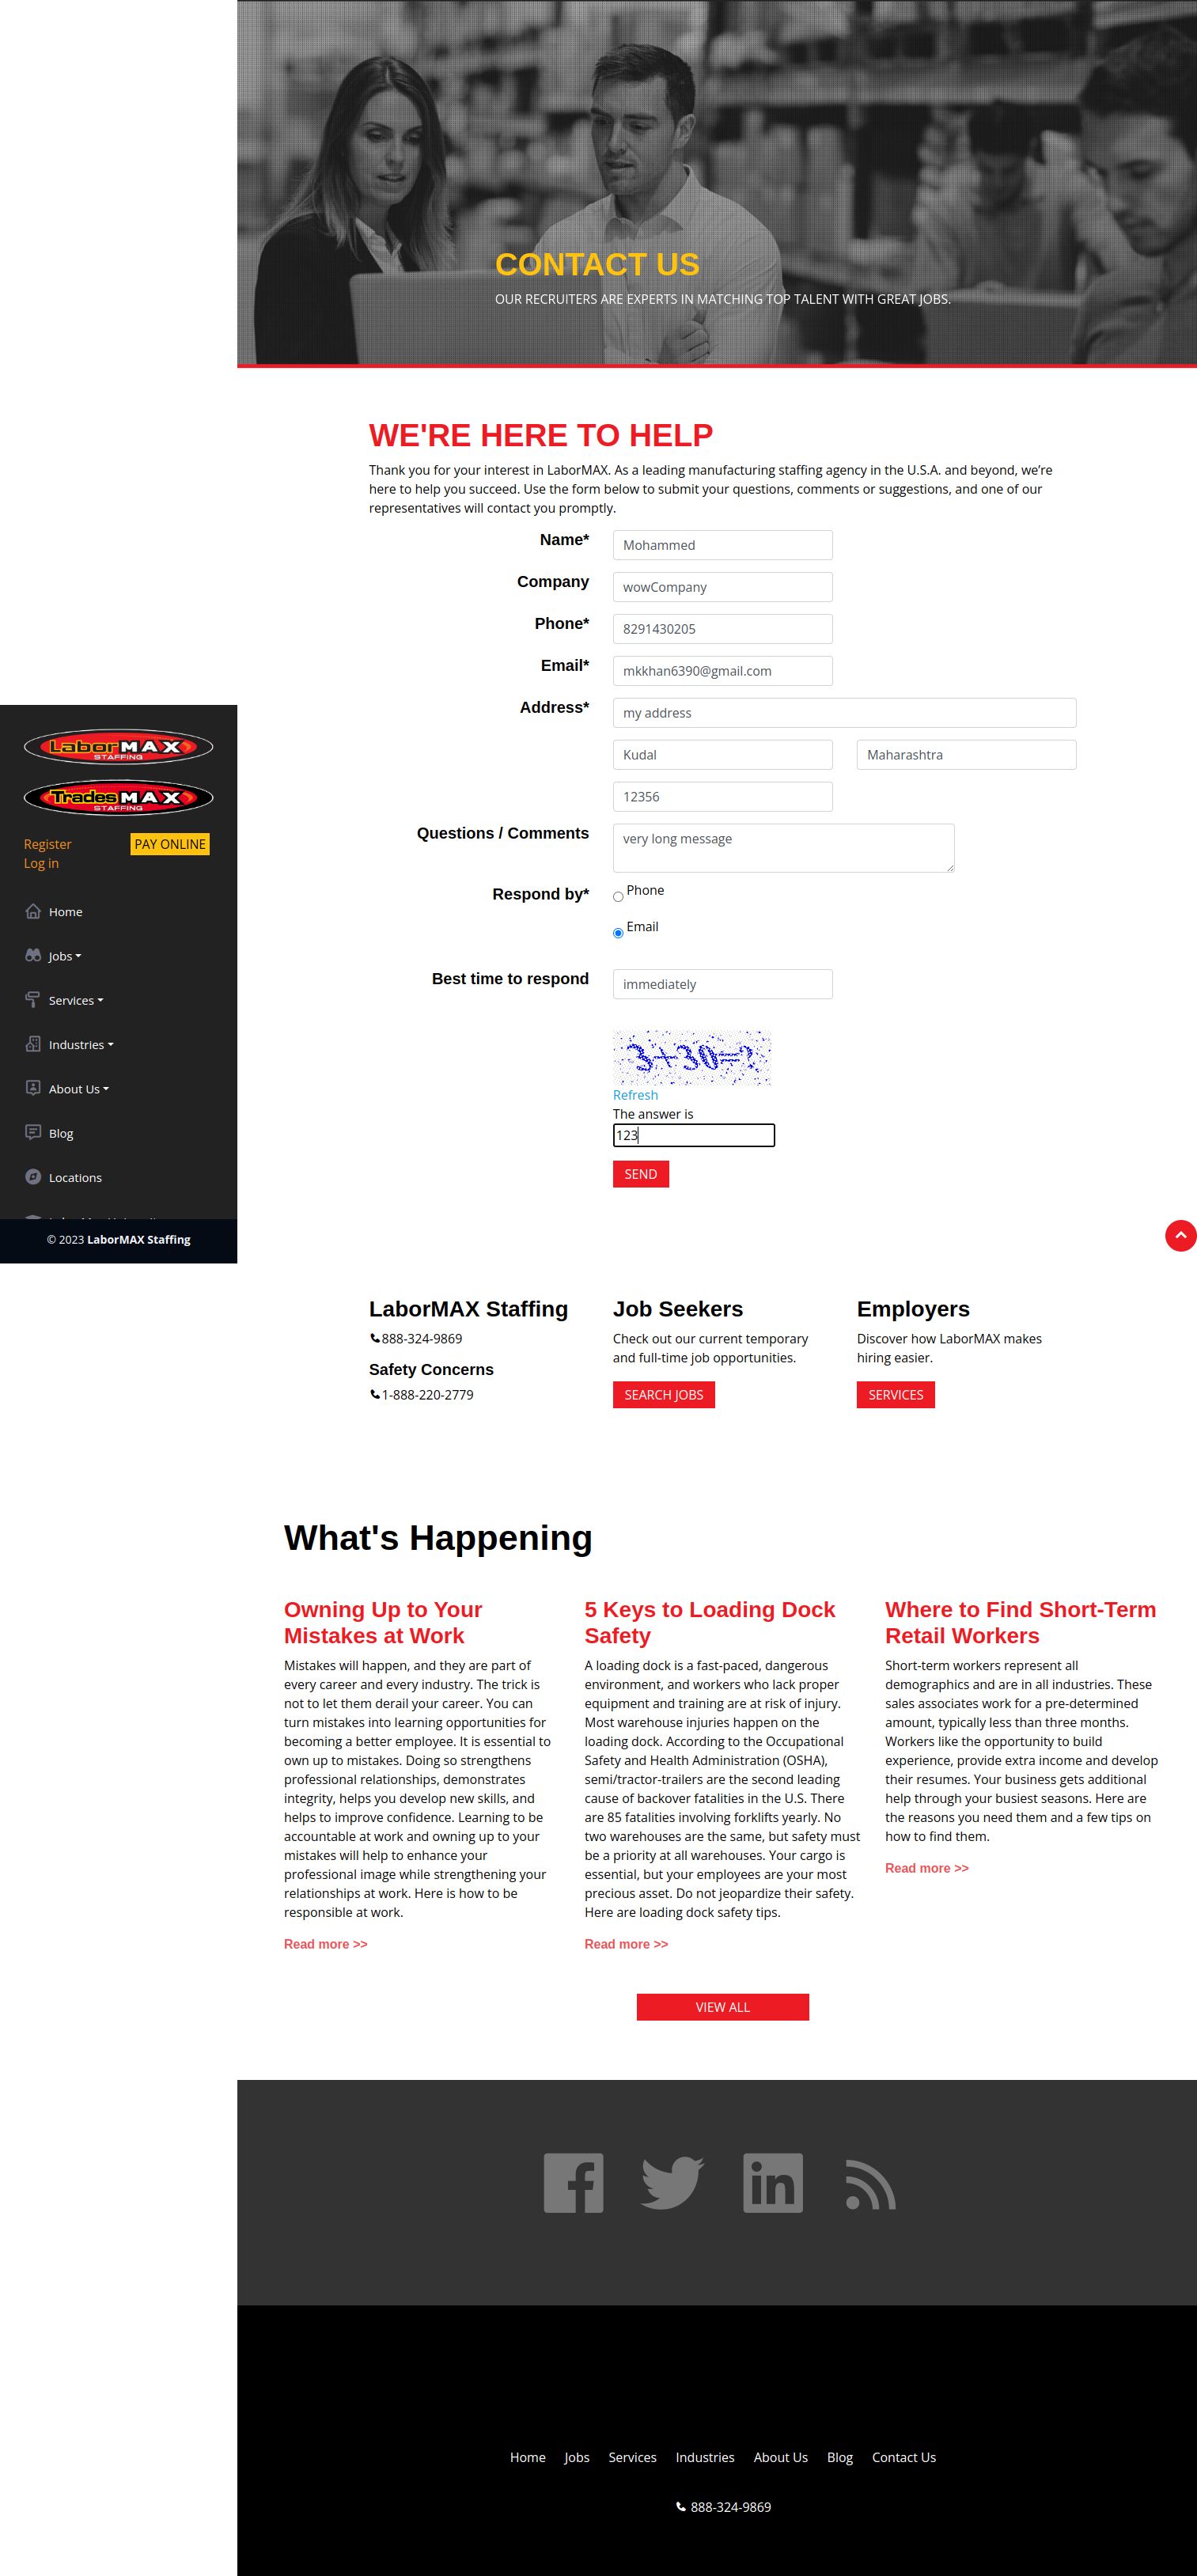 CONTACT US
OUR RECRUITERS ARE EXPERTS IN MATCHING TOP TALENT WITH GREAT JOBS.
WE'RE HERE TO HELP
Thank you for your interest in LaborMAX. As a leading manufacturing staffing agency in the U.S.A. and beyond, we’re
here to help you succeed. Use the form below to submit your questions, comments or suggestions, and one of our
representatives will contact you promptly.
Name* Mohammed
Company wowCompany
Phone* 8291430205
Email* mkkhan6390@gmail.com
Address* my address
Kudal Maharashtra
12356
Questions / Comments very long message
Respond by* Phone
Email
Best time to respond immediately
3+30=?
Refresh
The answer is
123
SEND
LaborMAX
STAFFING
TradesMAX
STAFFING
Register PAY ONLINE
Log in
Home
Jobs
Services
Industries
About Us
Blog
Locations
© 2023 LaborMAX Staffing
LaborMAX Staffing
888-324-9869
Safety Concerns
1-888-220-2779
Job Seekers
Check out our current temporary
and full-time job opportunities.
SEARCH JOBS
Employers
Discover how LaborMAX makes
hiring easier.
SERVICES
What's Happening
Owning Up to Your
Mistakes at Work
Mistakes will happen, and they are part of
every career and every industry. The trick is
not to let them derail your career. You can
turn mistakes into learning opportunities for
becoming a better employee. It is essential to
own up to mistakes. Doing so strengthens
professional relationships, demonstrates
integrity, helps you develop new skills, and
helps to improve confidence. Learning to be
accountable at work and owning up to your
mistakes will help to enhance your
professional image while strengthening your
relationships at work. Here is how to be
responsible at work.
Read more >>
5 Keys to Loading Dock
Safety
A loading dock is a fast-paced, dangerous
environment, and workers who lack proper
equipment and training are at risk of injury.
Most warehouse injuries happen on the
loading dock. According to the Occupational
Safety and Health Administration (OSHA),
semi/tractor-trailers are the second leading
cause of backover fatalities in the U.S. There
are 85 fatalities involving forklifts yearly. No
two warehouses are the same, but safety must
be a priority at all warehouses. Your cargo is
essential, but your employees are your most
precious asset. Do not jeopardize their safety.
Here are loading dock safety tips.
Read more >>
Where to Find Short-Term
Retail Workers
Short-term workers represent all
demographics and are in all industries. These
sales associates work for a pre-determined
amount, typically less than three months.
Workers like the opportunity to build
experience, provide extra income and develop
their resumes. Your business gets additional
help through your busiest seasons. Here are
the reasons you need them and a few tips on
how to find them.
Read more >>
VIEW ALL
Home Jobs Services Industries About Us Blog Contact Us
888-324-9869